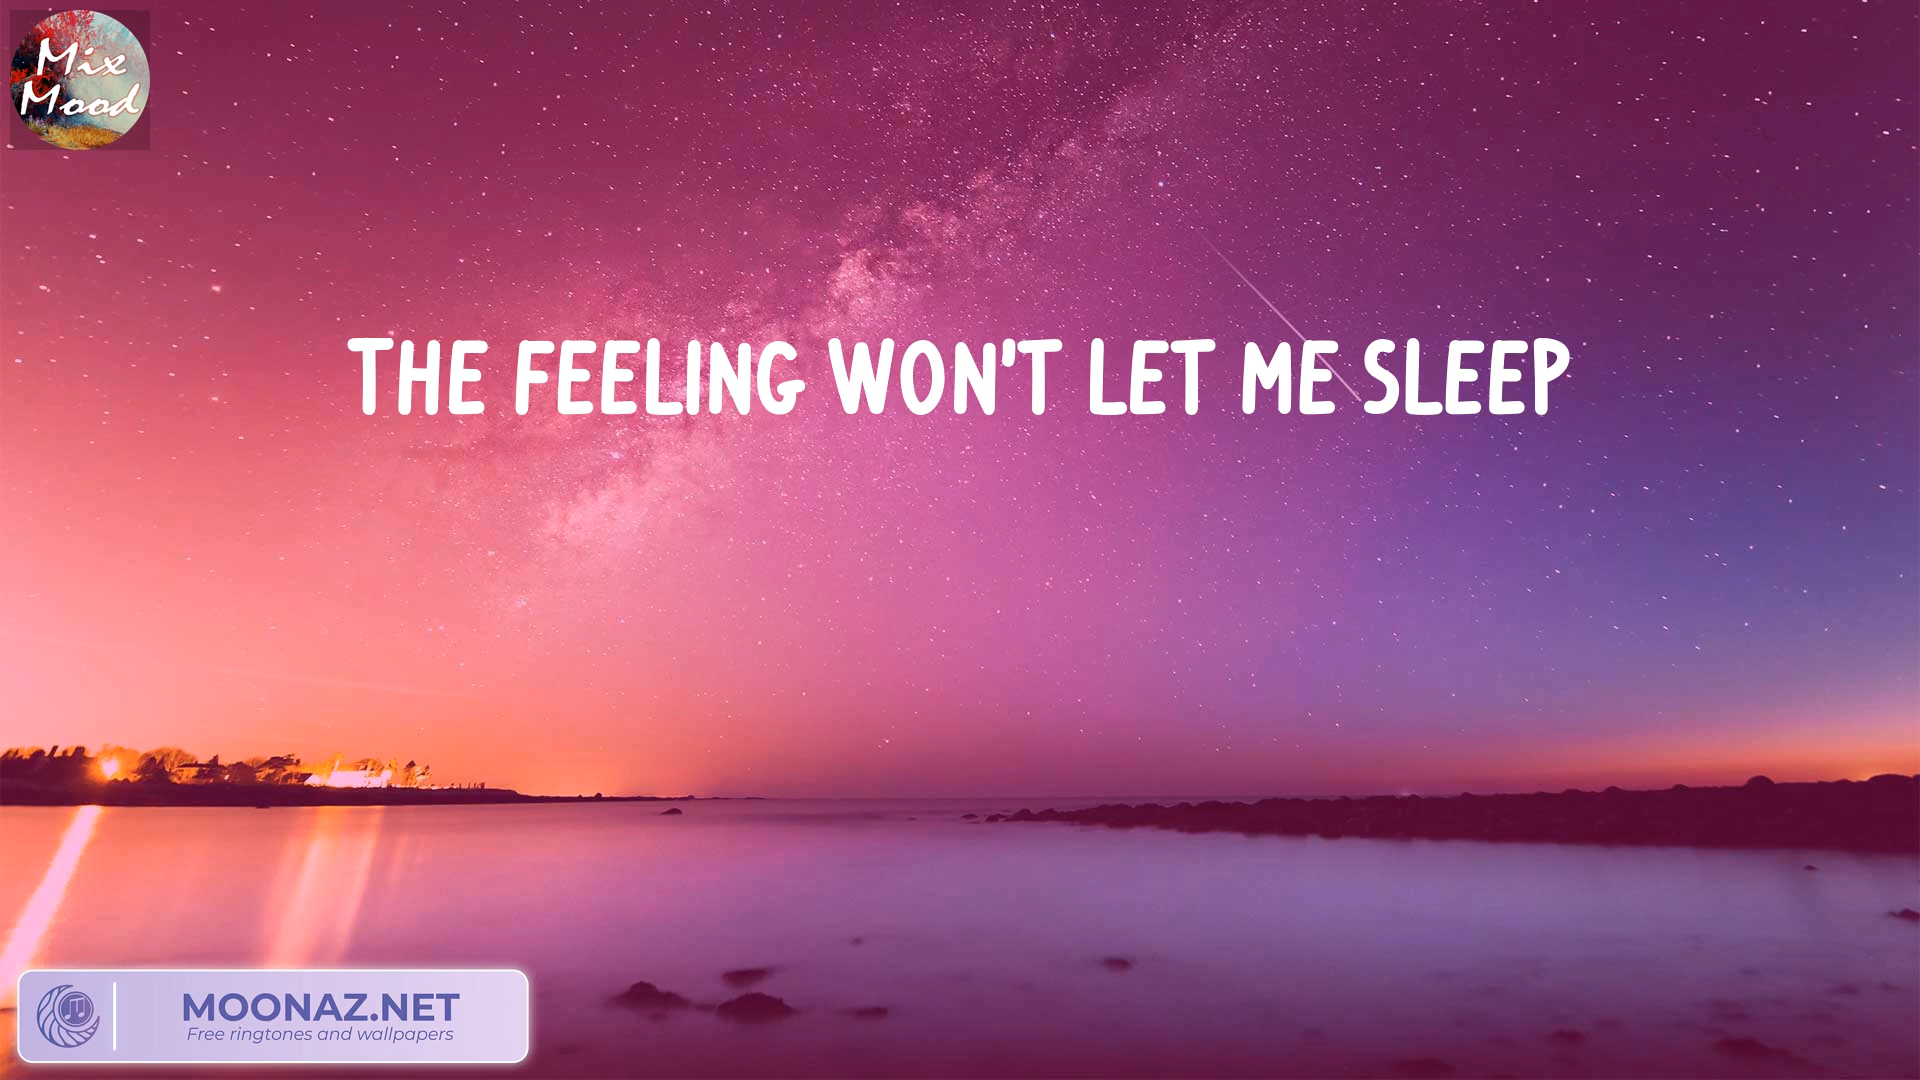 Mix
Mood
THE FEELING WON'T LET ME SLEEP
MOONAZ.NET
Free ringtones and wallpapers